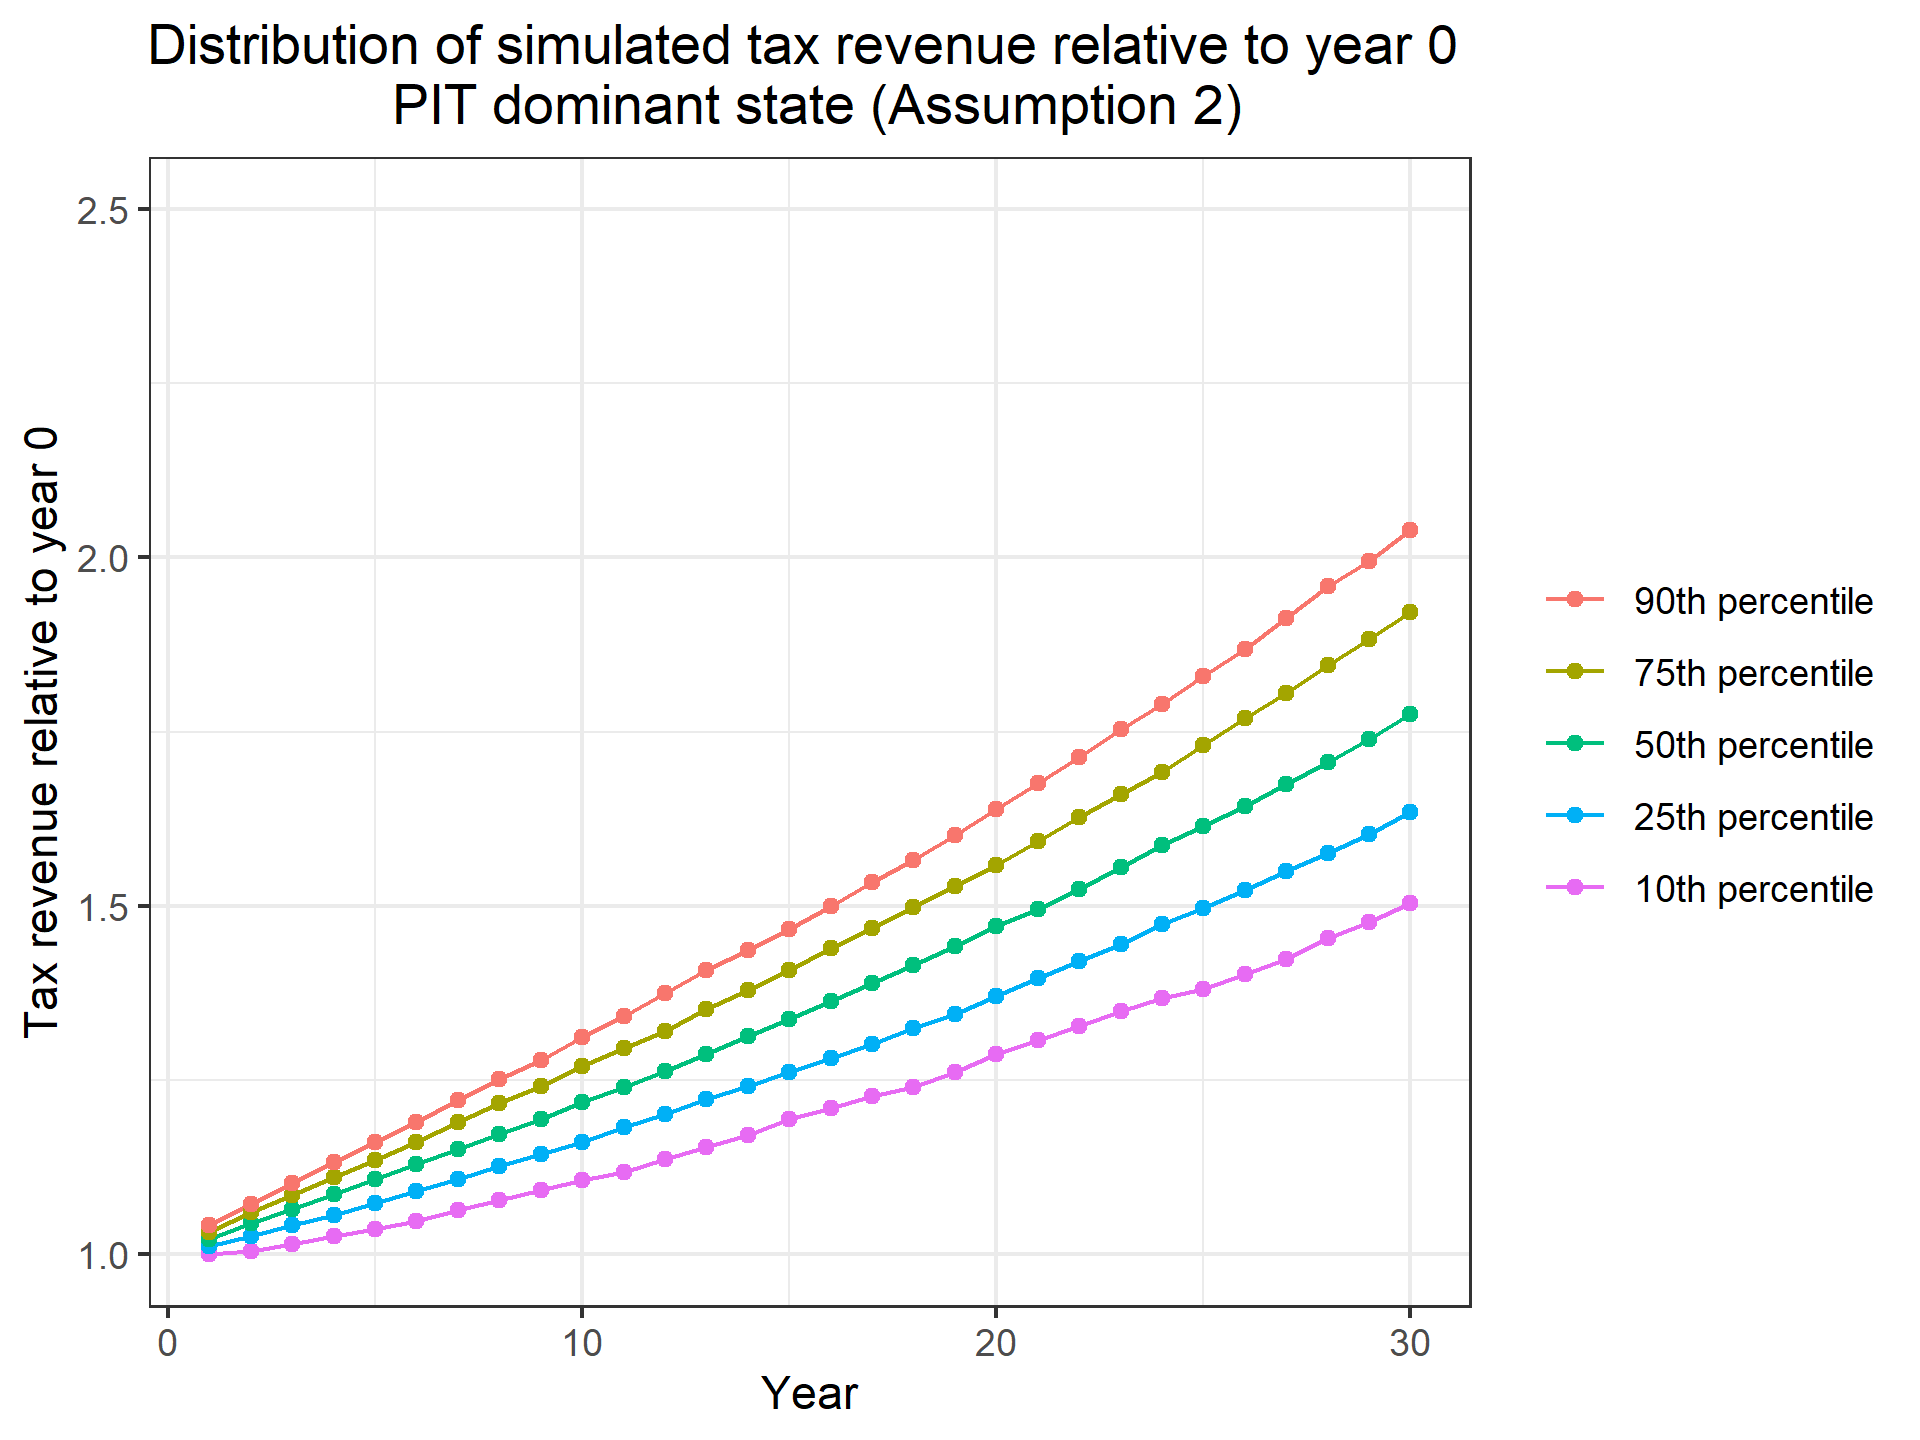 Distribution of simulated tax revenue relative to year 0
PIT dominant state (Assumption 2)
Tax revenue relative to year 0
2.5
2.0
1.5
1.0
0
10
20
30
Year
90th percentile
75th percentile
50th percentile
25th percentile
10th percentile